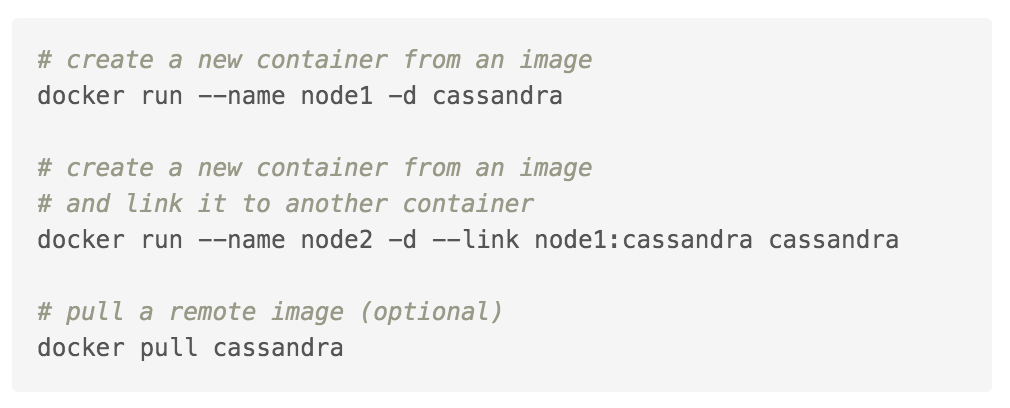 # create a new container from an image
docker run --name node1 -d cassandra
# create a new container from an image
# and link it to another container
docker run --name node2 -d --link node1:cassandra cassandra
# pull a remote image (optional)
docker pull cassandra